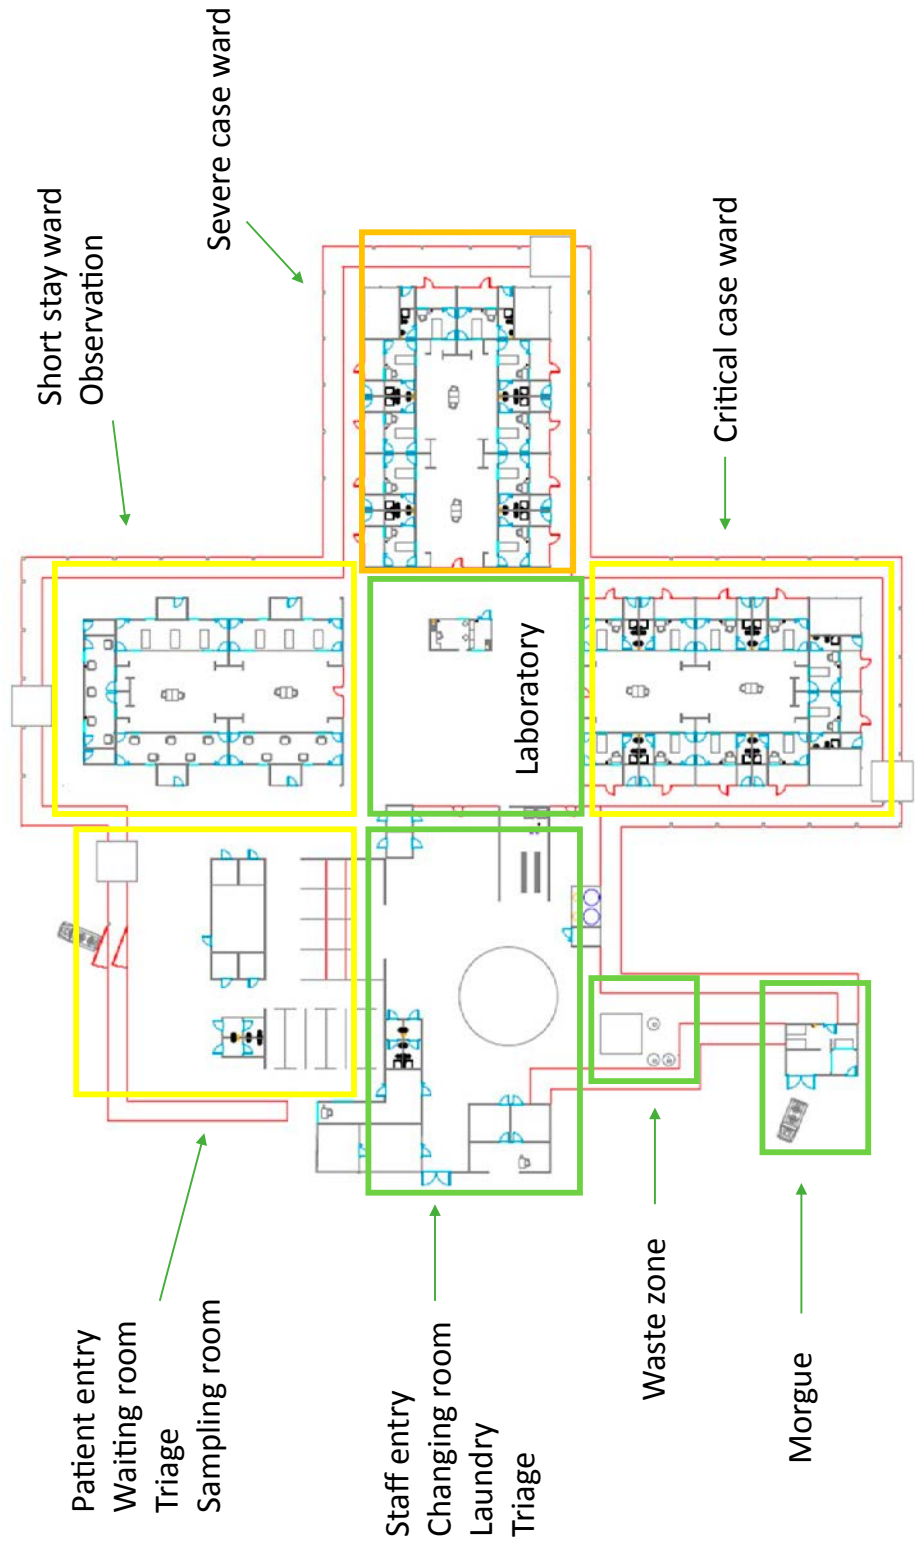 Patient entry
Waiting room
Triage
Sampling room
Short stay ward
Observation
Severe case ward
Staff entry
Changing room
Laundry
Triage
Laboratory
Waste zone
Critical case ward
Morgue